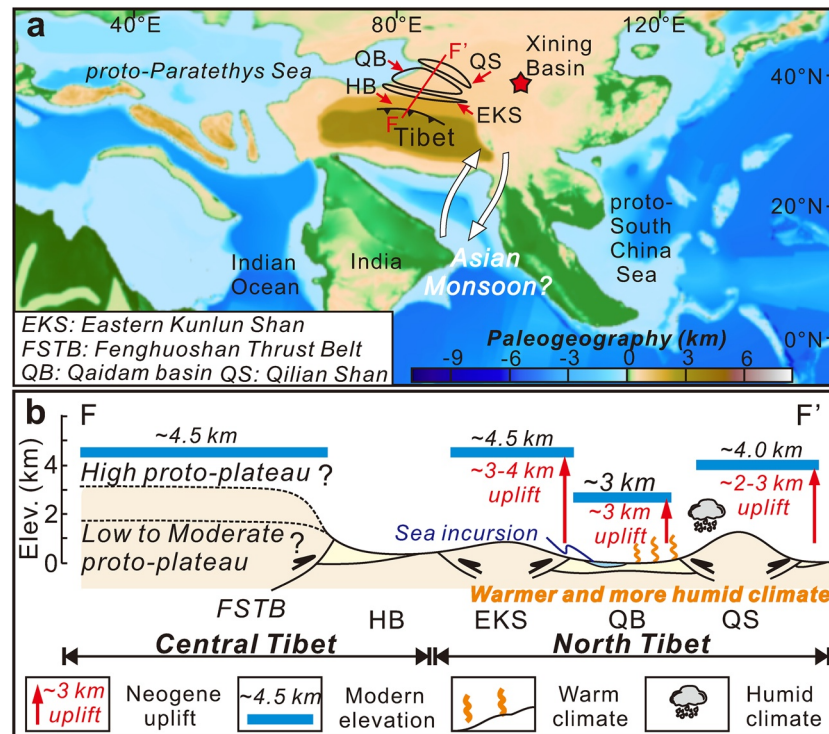 a
40°E
80°E
120°E
proto-Paratethys Sea
QB
F'
QS
Xining
Basin
HB
F
EKS
Tibet
40°N
20°N
0°N
proto-
South
China
Sea
Indian
Ocean
India
Asian
Monsoon?
EKS: Eastern Kunlun Shan
FSTB: Fenghuoshan Thrust Belt
QB: Qaidam basin QS: Qilian Shan
Paleogeography (km)
-9 -6 -3 0 3 6
b
F
F'
Elev. (km)
4
2
0
~4.5 km
High proto-plateau ?
Low to Moderate ?
proto-plateau
~4.5 km
~3-4 km
uplift
~3 km
~3 km
uplift
~4.0 km
~2-3 km
uplift
Sea incursion
Warmer and more humid climate
FSTB
HB
EKS
QB
QS
Central Tibet
North Tibet
~3 km
uplift
Neogene
uplift
~4.5 km
Modern
elevation
Warm
climate
Humid
climate